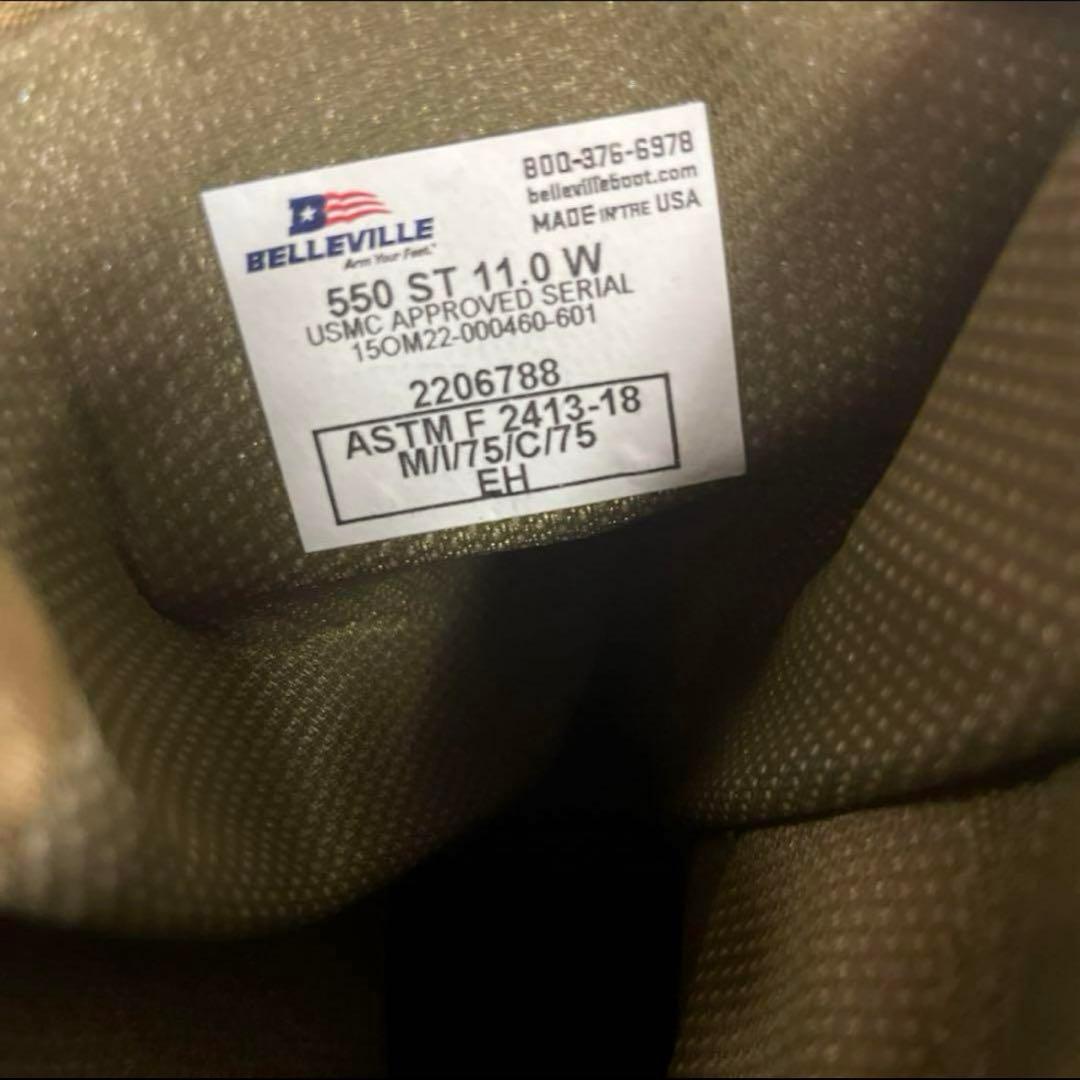 BELLEVILLE
Arm Your Feet.
800-376-6978
bellevilleboot.com
MADE IN THE USA
550 ST 11.0 W
USMC APPROVED SERIAL
15OM22-000460-601
2206788
ASTM F 2413-18
M/I/75/C/75
EH